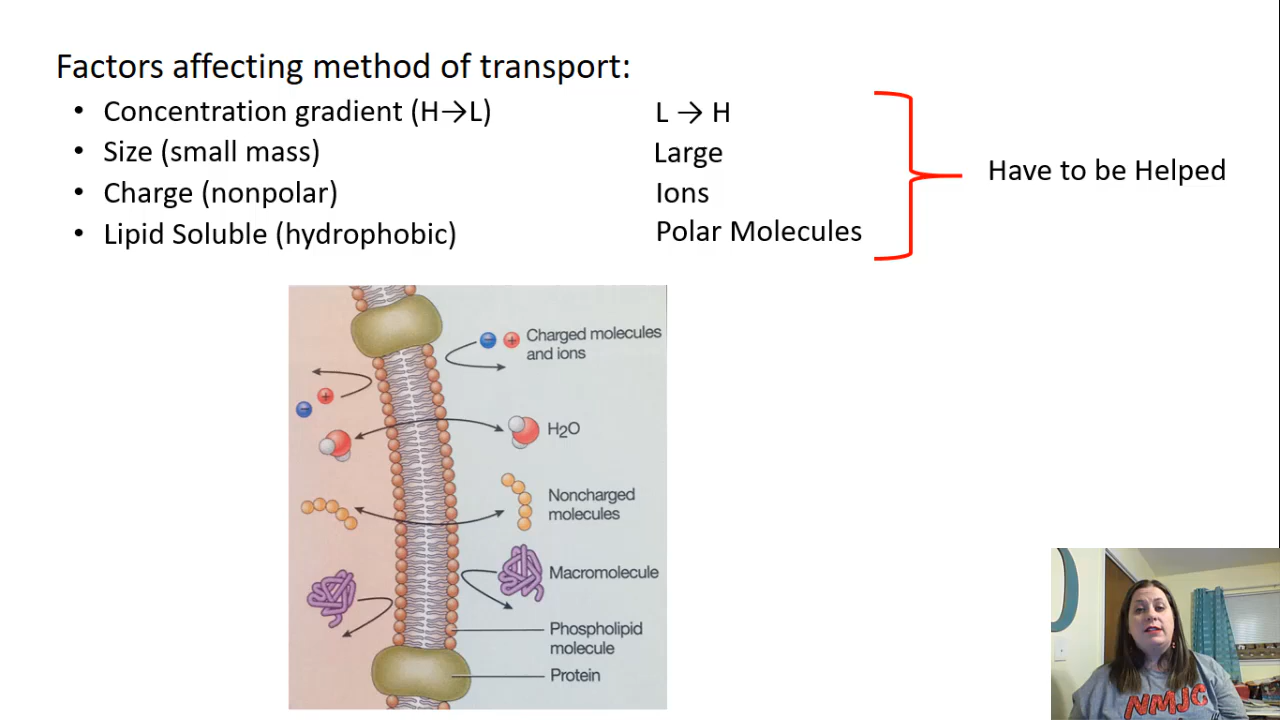 Factors affecting method of transport:
• Concentration gradient (H→L)
• Size (small mass)
• Charge (nonpolar)
• Lipid Soluble (hydrophobic)
L → H
Large
Ions
Polar Molecules
Have to be Helped
Charged molecules
and ions
H2O
Noncharged
molecules
Macromolecule
Phospholipid
molecule
Protein
− +
+
−
NMJC